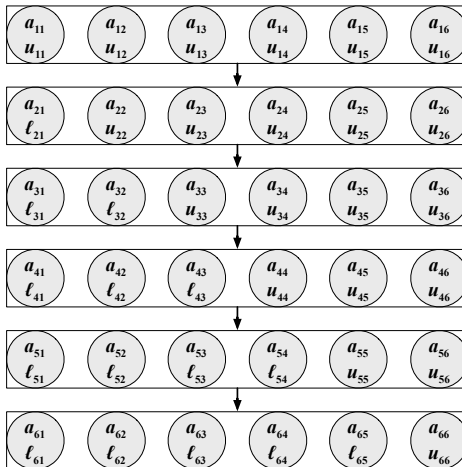 a₁₁ a₁₂ a₁₃ a₁₄ a₁₅ a₁₆
u₁₁ u₁₂ u₁₃ u₁₄ u₁₅ u₁₆
a₂₁ a₂₂ a₂₃ a₂₄ a₂₅ a₂₆
ℓ₂₁ u₂₂ u₂₃ u₂₄ u₂₅ u₂₆
a₃₁ a₃₂ a₃₃ a₃₄ a₃₅ a₃₆
ℓ₃₁ ℓ₃₂ u₃₃ u₃₄ u₃₅ u₃₆
a₄₁ a₄₂ a₄₃ a₄₄ a₄₅ a₄₆
ℓ₄₁ ℓ₄₂ ℓ₄₃ u₄₄ u₄₅ u₄₆
a₅₁ a₅₂ a₅₃ a₅₄ a₅₅ a₅₆
ℓ₅₁ ℓ₅₂ ℓ₅₃ ℓ₅₄ u₅₅ u₅₆
a₆₁ a₆₂ a₆₃ a₆₄ a₆₅ a₆₆
ℓ₆₁ ℓ₆₂ ℓ₆₃ ℓ₆₄ ℓ₆₅ u₆₆